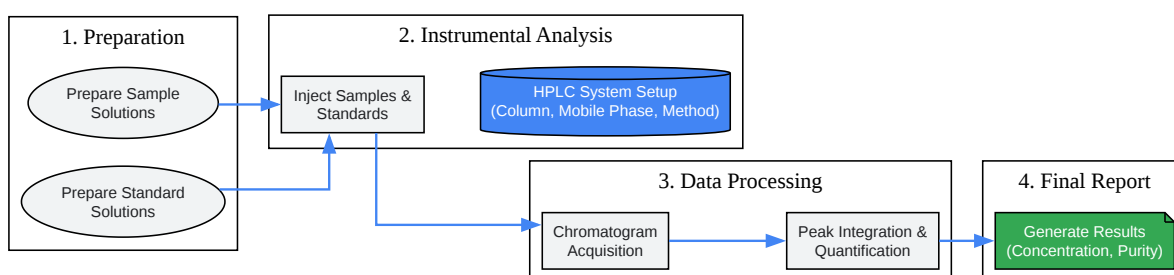 1. Preparation
Prepare Sample
Solutions
Prepare Standard
Solutions
2. Instrumental Analysis
Inject Samples &
Standards
HPLC System Setup
(Column, Mobile Phase, Method)
3. Data Processing
Chromatogram
Acquisition
Peak Integration &
Quantification
4. Final Report
Generate Results
(Concentration, Purity)